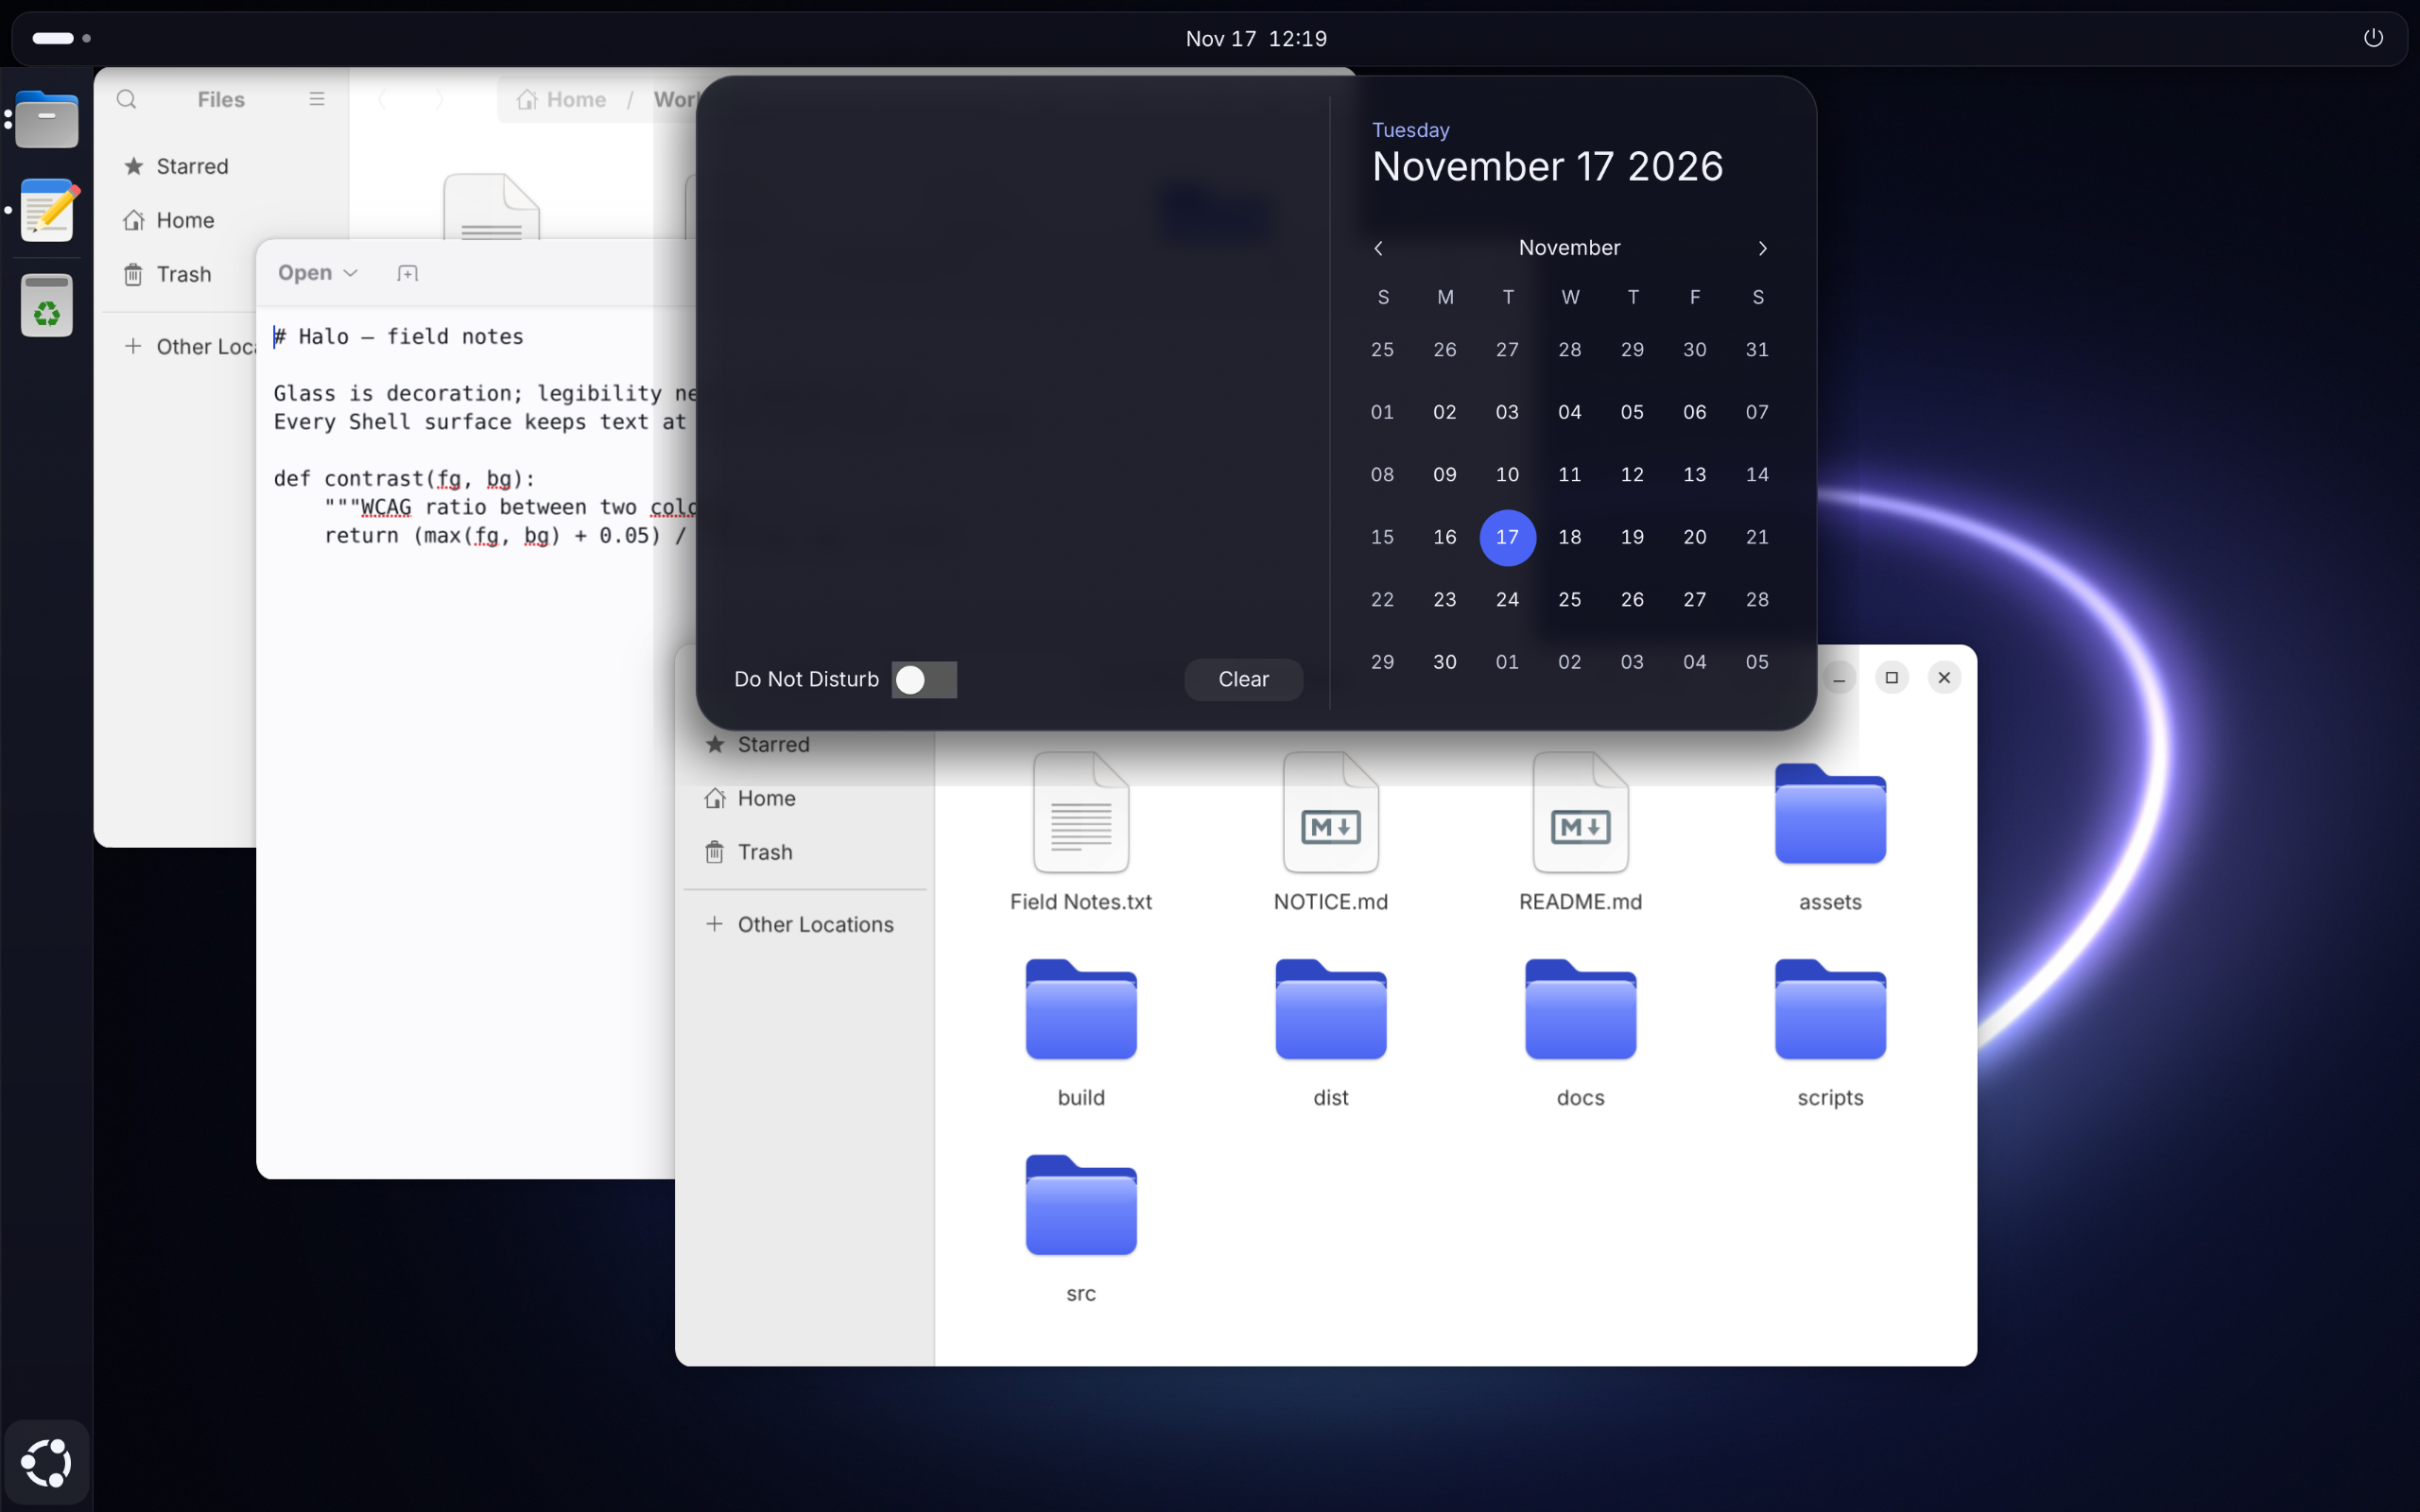 Nov 17 12:19
Files
Home / Work
Starred
Home
Trash
Other Loca
Open
# Halo — field notes
Glass is decoration; legibility ne
Every Shell surface keeps text at
def contrast(fg, bg):
"""WCAG ratio between two colo
return (max(fg, bg) + 0.05) /
Do Not Disturb
Clear
Tuesday
November 17 2026
November
S M T W T F S
25 26 27 28 29 30 31
01 02 03 04 05 06 07
08 09 10 11 12 13 14
15 16 17 18 19 20 21
22 23 24 25 26 27 28
29 30 01 02 03 04 05
Starred
Home
Trash
Other Locations
Field Notes.txt
NOTICE.md
README.md
assets
build
dist
docs
scripts
src